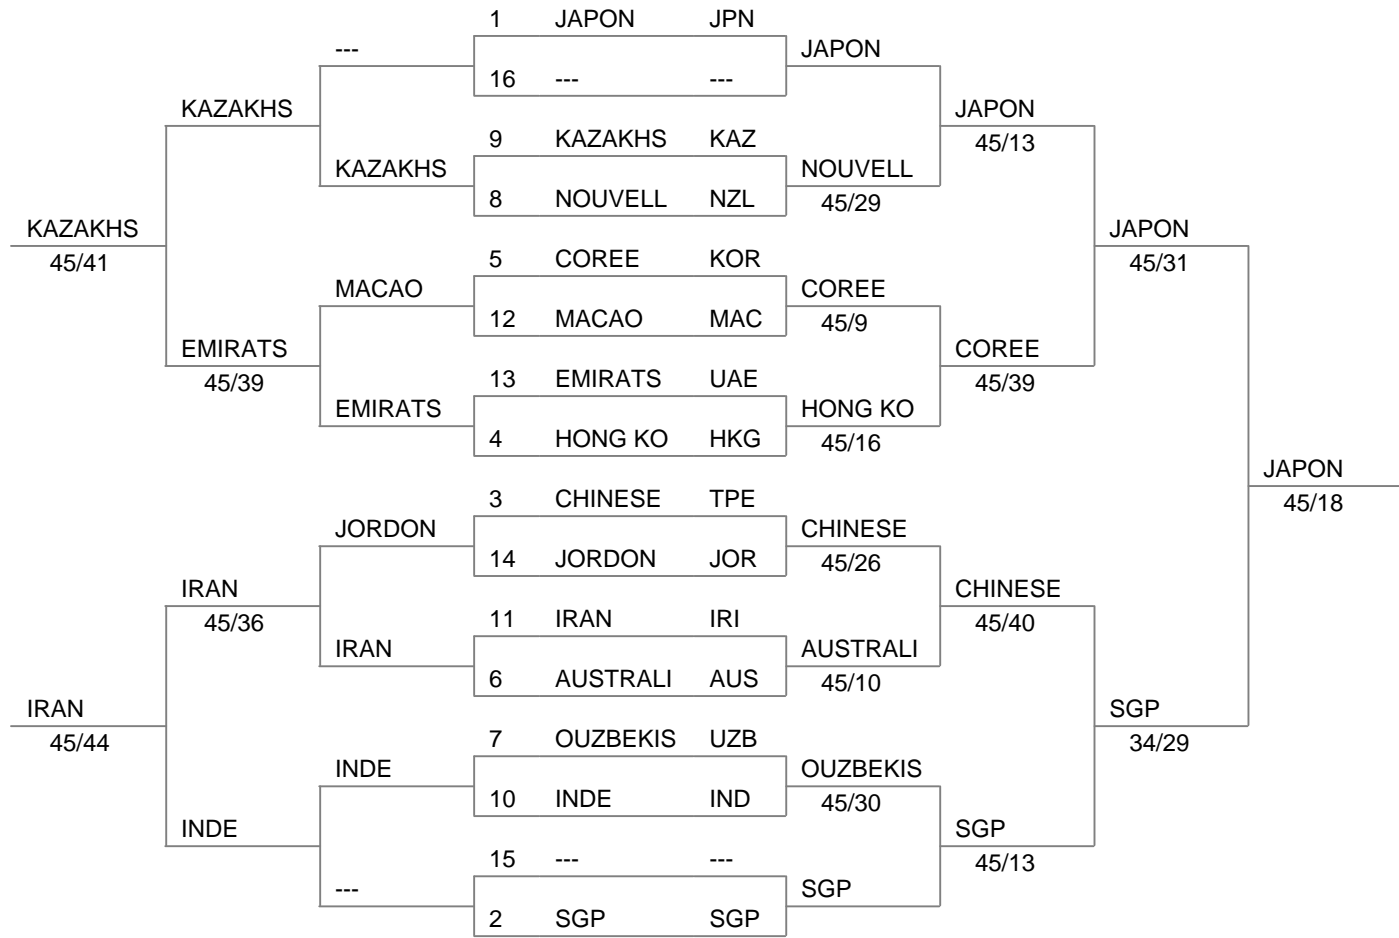 1 JAPON JPN
--- JAPON
16 --- ---
KAZAKHS JAPON
9 KAZAKHS KAZ 45/13
KAZAKHS NOUVELL
8 NOUVELL NZL 45/29
KAZAKHS JAPON
45/41 5 COREE KOR 45/31
MACAO COREE
12 MACAO MAC 45/9
EMIRATS COREE
45/39 13 EMIRATS UAE 45/39
EMIRATS HONG KO
4 HONG KO HKG 45/16
JAPON
3 CHINESE TPE 45/18
JORDON CHINESE
14 JORDON JOR 45/26
IRAN CHINESE
45/36 11 IRAN IRI 45/40
IRAN AUSTRALI
6 AUSTRALI AUS 45/10
IRAN SGP
45/44 7 OUZBEKIS UZB 34/29
INDE OUZBEKIS
10 INDE IND 45/30
INDE SGP
15 --- --- 45/13
--- SGP
2 SGP SGP